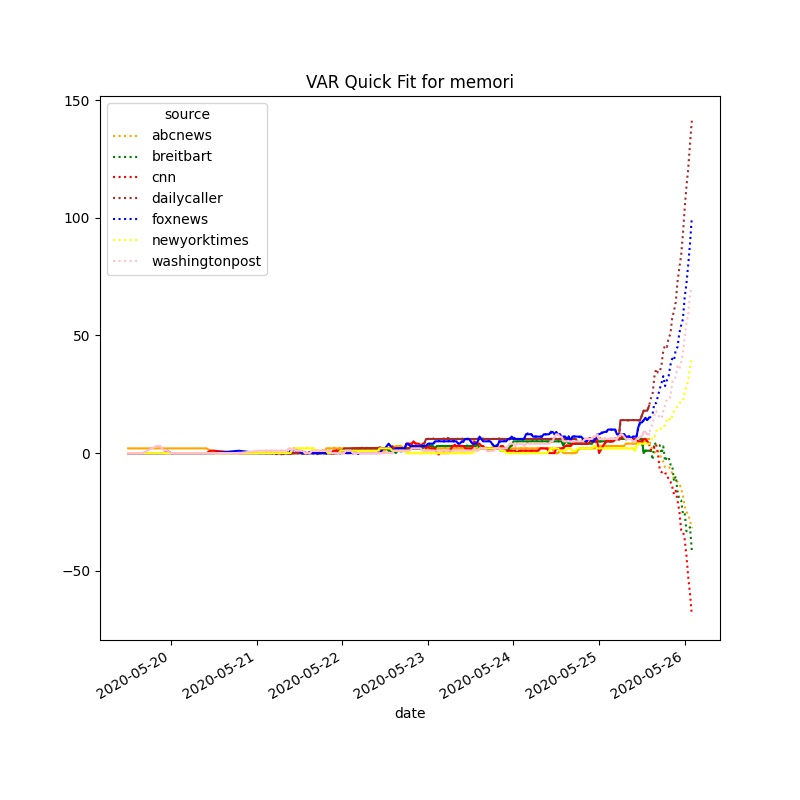 VAR Quick Fit for memori
source
abcnews
breitbart
cnn
dailycaller
foxnews
newyorktimes
washingtonpost
150
100
50
0
−50
2020-05-20
2020-05-21
2020-05-22
2020-05-23
2020-05-24
2020-05-25
2020-05-26
date